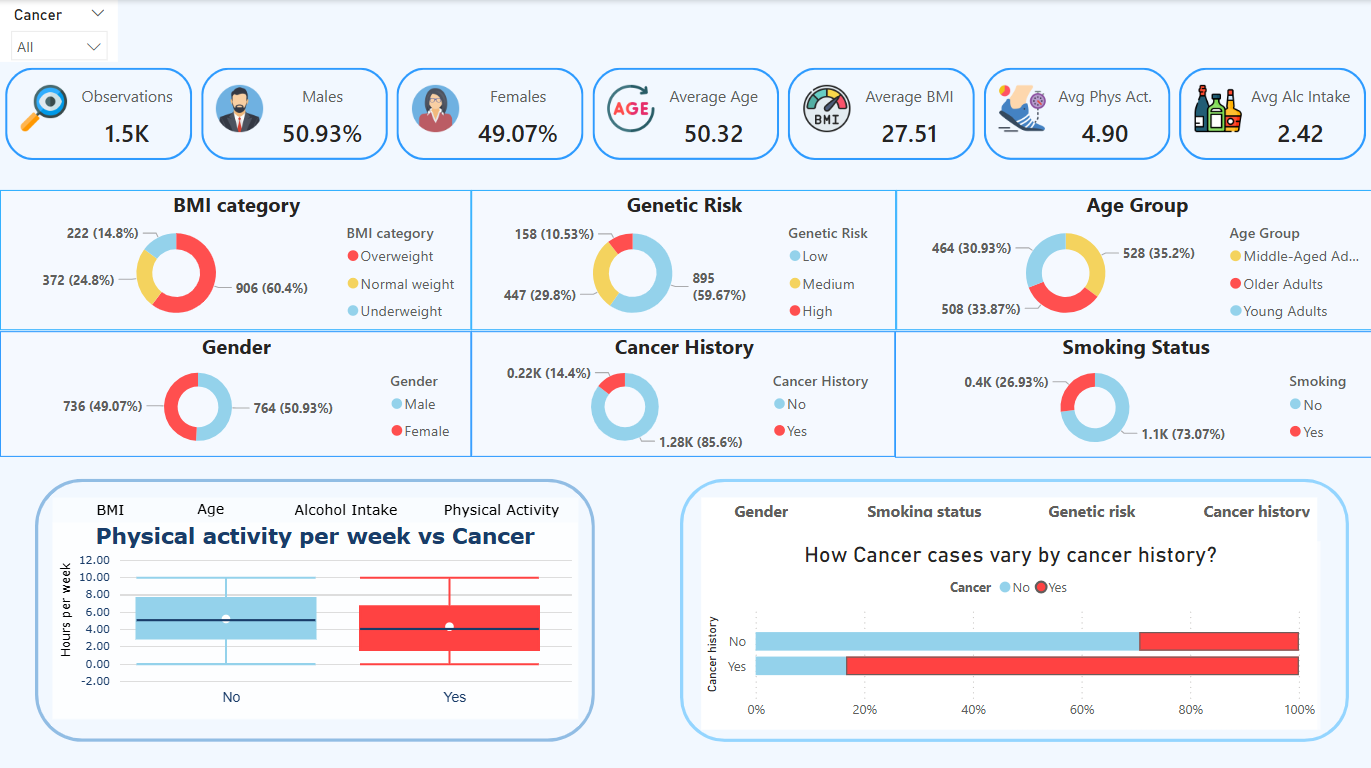 Cancer
All
Observations
1.5K
Males
50.93%
Females
49.07%
AGE
Average Age
50.32
BMI
Average BMI
27.51
Avg Phys Act.
4.90
Avg Alc Intake
2.42
BMI category
222 (14.8%)
372 (24.8%)
906 (60.4%)
BMI category
Overweight
Normal weight
Underweight
Genetic Risk
158 (10.53%)
447 (29.8%)
895
(59.67%)
Genetic Risk
Low
Medium
High
Age Group
464 (30.93%)
528 (35.2%)
508 (33.87%)
Age Group
Middle-Aged Ad...
Older Adults
Young Adults
Gender
736 (49.07%)
764 (50.93%)
Gender
Male
Female
Cancer History
0.22K (14.4%)
1.28K (85.6%)
Cancer History
No
Yes
Smoking Status
0.4K (26.93%)
1.1K (73.07%)
Smoking
No
Yes
BMI Age Alcohol Intake Physical Activity
Physical activity per week vs Cancer
Hours per week
12.00
10.00
8.00
6.00
4.00
2.00
0.00
-2.00
No Yes
Gender Smoking status Genetic risk Cancer history
How Cancer cases vary by cancer history?
Cancer No Yes
Cancer history
No
Yes
0% 20% 40% 60% 80% 100%